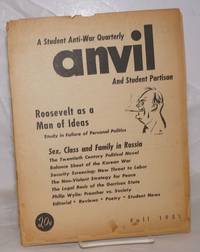 A Student Anti-War Quarterly
anvil
And Student Partisan
Roosevelt as a
Man of Ideas
Study in Failure of Personal Politics
Sex, Class and Family in Russia
The Twentieth Century Political Novel
Balance Sheet of the Korean War
Security Screening: New Threat to Labor
The Non-Violent Strategy for Peace
The Legal Basis of the Garrison State
Philip Wylie: Preacher vs. Society
Editorial • Reviews • Poetry • Student News
20¢
Fall 1951